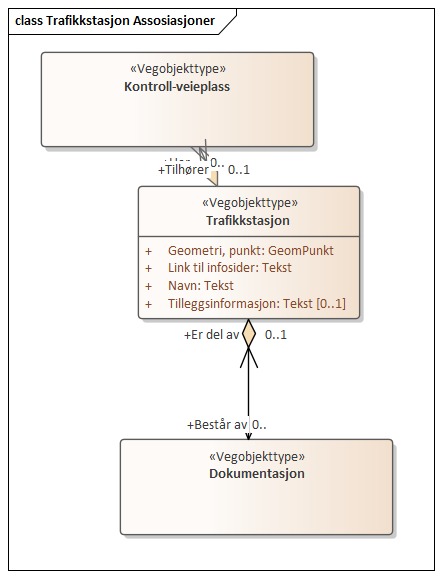 class Trafikkstasjon Assosiasjoner
«Vegobjekttype»
Kontroll-veieplass
0..
+Tilhører 0..1
«Vegobjekttype»
Trafikkstasjon
+ Geometri, punkt: GeomPunkt
+ Link til infosider: Tekst
+ Navn: Tekst
+ Tilleggsinformasjon: Tekst [0..1]
+Er del av 0..1
+Består av 0..
«Vegobjekttype»
Dokumentasjon